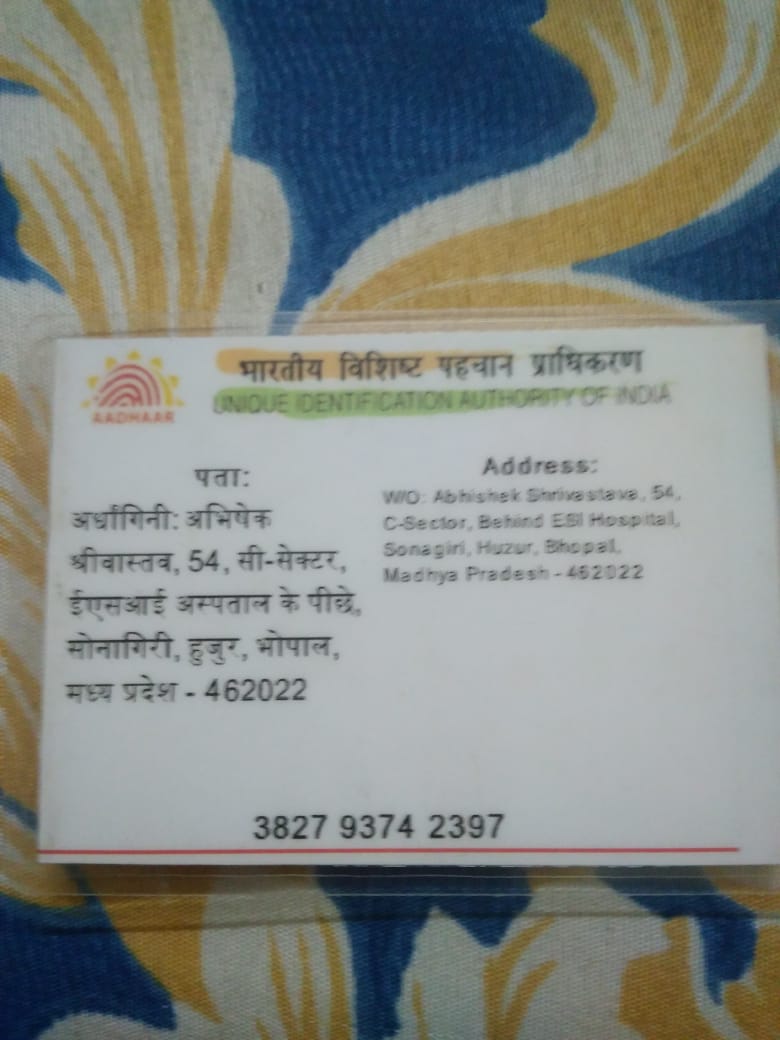 AADHAAR
भारतीय विशिष्ट पहचान प्राधिकरण
UNIQUE IDENTIFICATION AUTHORITY OF INDIA
पता:
अर्धांगिनी: अभिषेक
श्रीवास्तव, 54, सी-सेक्टर,
ईएसआई अस्पताल के पीछे,
सोनागिरी, हुजुर, भोपाल,
मध्य प्रदेश - 462022
Address:
W/O: Abhishek Shrivastava, 54,
C-Sector, Behind ESI Hospital,
Sonagiri, Huzur, Bhopal,
Madhya Pradesh - 462022
3827 9374 2397